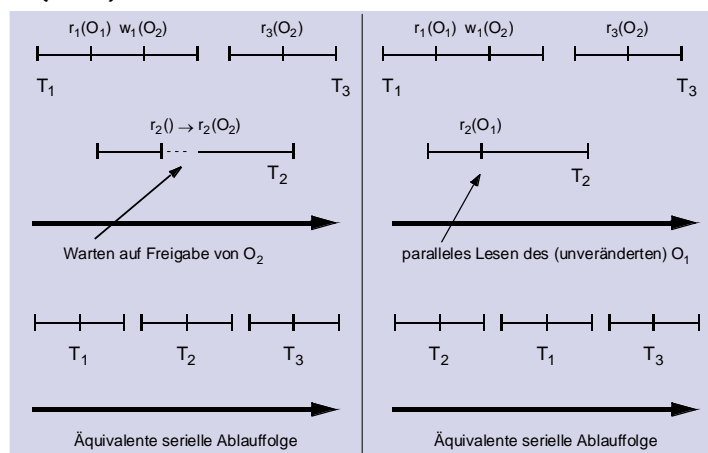 r1(O1) w1(O2) r3(O2)
T1 T3
r2() → r2(O2)
T2
Warten auf Freigabe von O2
T1 T2 T3
Äquivalente serielle Ablauffolge
r1(O1) w1(O2) r3(O2)
T1 T3
r2(O1)
T2
paralleles Lesen des (unveränderten) O1
T2 T1 T3
Äquivalente serielle Ablauffolge